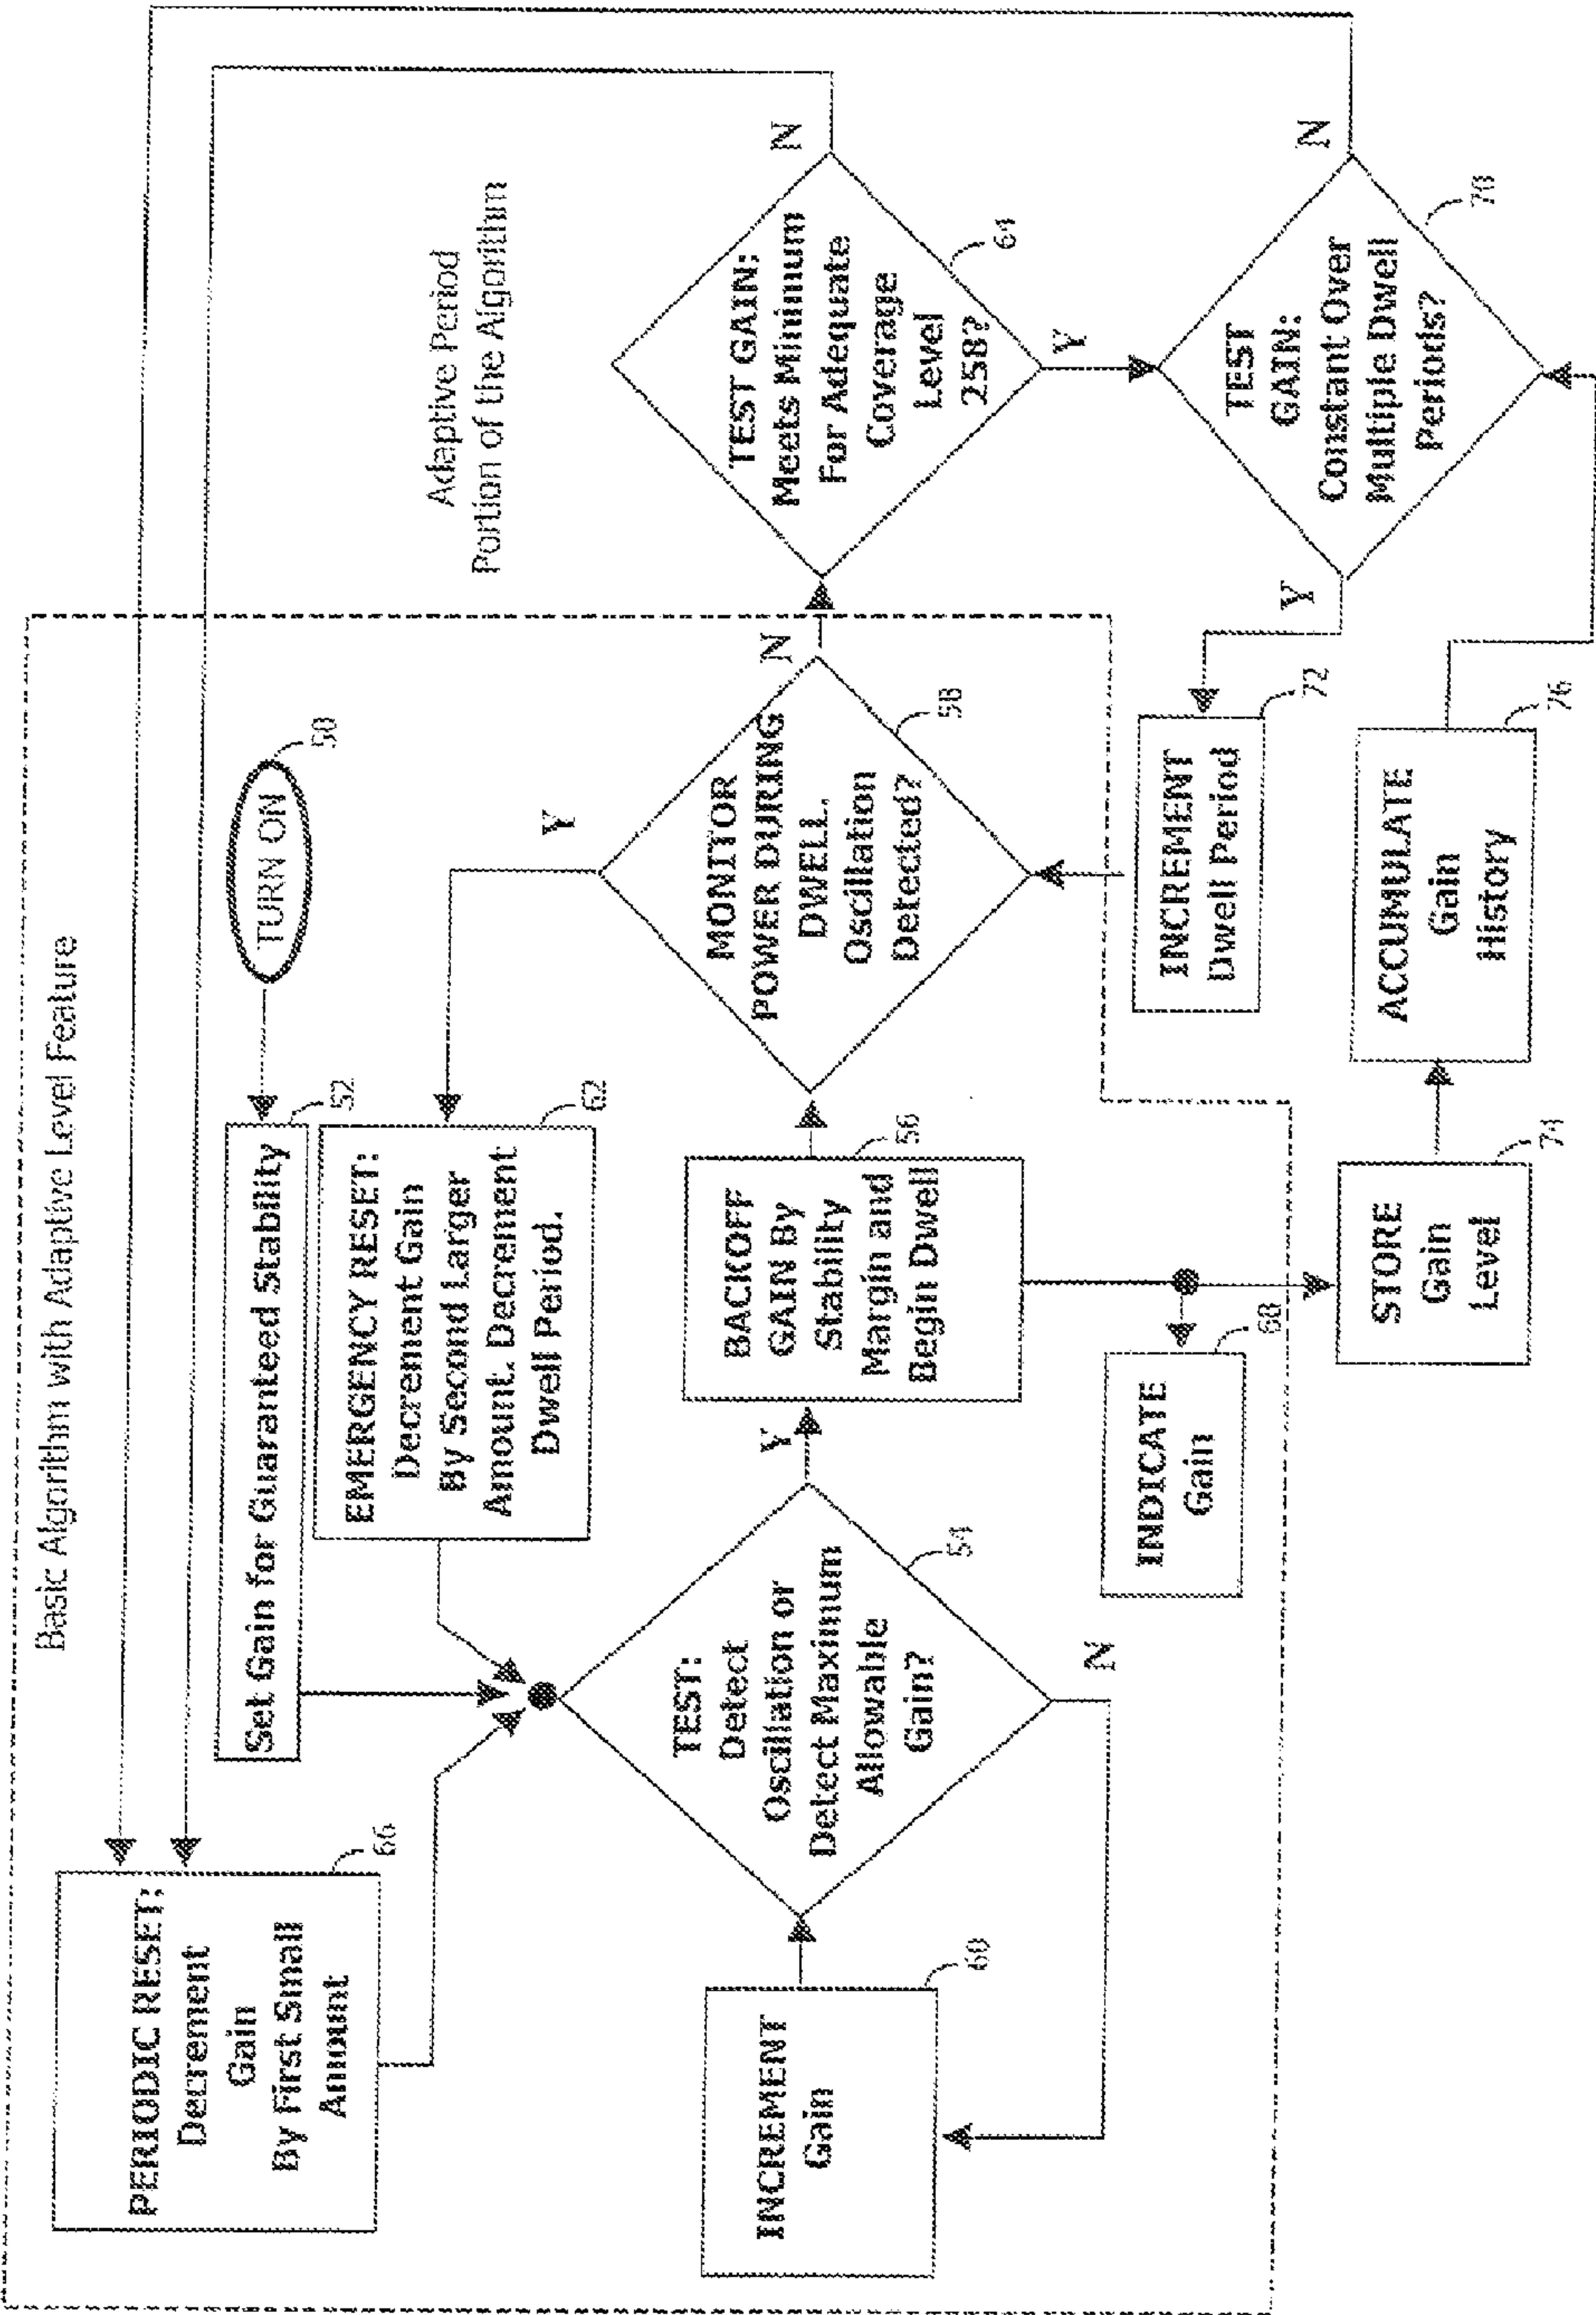 Basic Algorithm with Adaptive Level Feature
PERIODIC RESET:
Decrement
Gain
By First Small
Amount
66
TURN ON
50
Set Gain for Guaranteed Stability
52
EMERGENCY RESET:
Decrement Gain
By Second Larger
Amount. Decrement
Dwell Period.
62
Adaptive Period
Portion of the Algorithm
INCREMENT
Gain
60
TEST:
Detect
Oscillation or
Detect Maximum
Allowable
Gain?
54
Y
N
BACKOFF
GAIN By
Stability
Margin and
Begin Dwell
56
MONITOR
POWER DURING
DWELL.
Oscillation
Detected?
58
Y
N
TEST GAIN:
Meets Minimum
For Adequate
Coverage
Level
258?
64
N
Y
INDICATE
Gain
68
INCREMENT
Dwell Period
72
TEST
GAIN:
Constant Over
Multiple Dwell
Periods?
70
Y
N
STORE
Gain
Level
74
ACCUMULATE
Gain
History
76